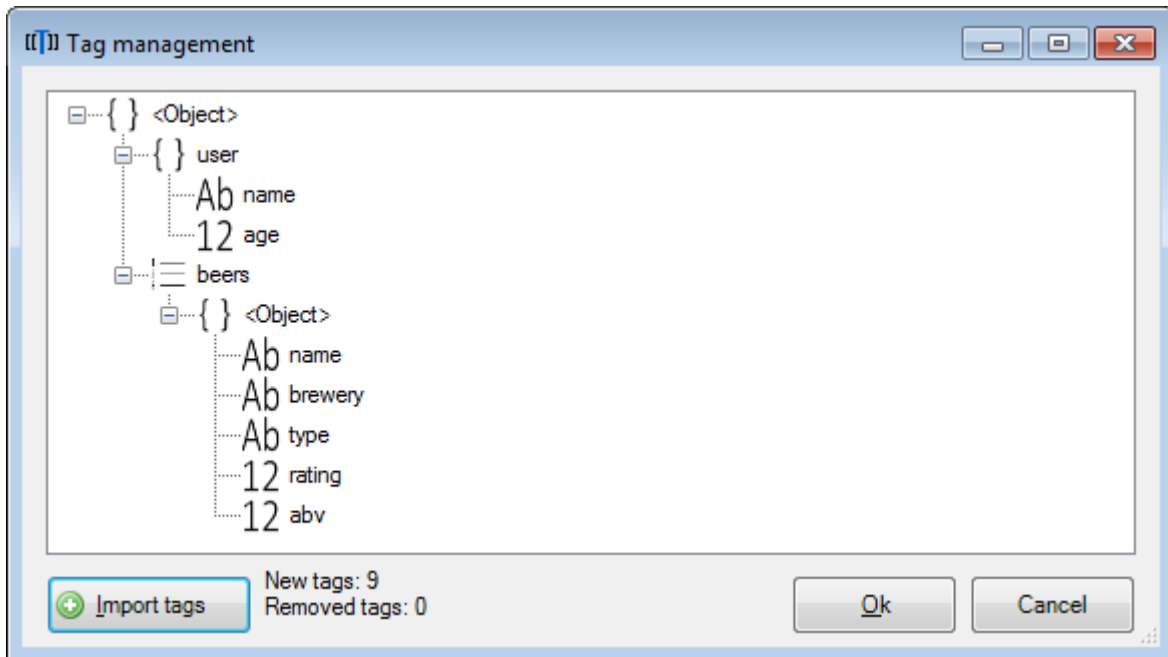 [[T]] Tag management
{ } <Object>
{ } user
Ab name
12 age
beers
{ } <Object>
Ab name
Ab brewery
Ab type
12 rating
12 abv
Import tags
New tags: 9
Removed tags: 0
Ok
Cancel